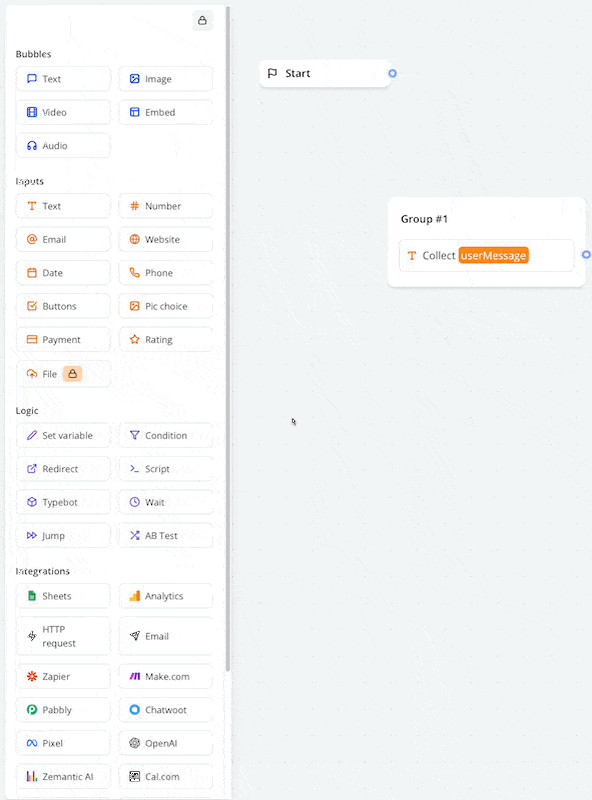 Bubbles
Text
Image
Video
Embed
Audio
Inputs
Text
Number
Email
Website
Date
Phone
Buttons
Pic choice
Payment
Rating
File
Logic
Set variable
Condition
Redirect
Script
Typebot
Wait
Jump
AB Test
Integrations
Sheets
Analytics
HTTP
request
Email
Zapier
Make.com
Pabbly
Chatwoot
Pixel
OpenAI
Zemantic AI
Cal.com
Start
Group #1
Collect userMessage